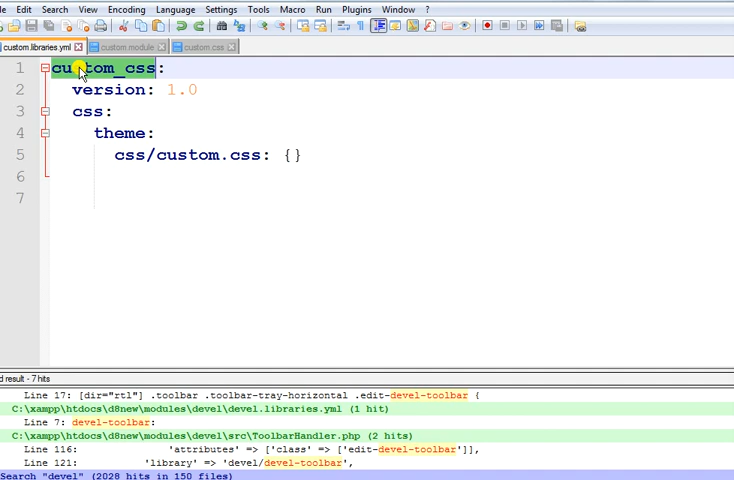 Edit Search View Encoding Language Settings Tools Macro Run Plugins Window ?
custom.libraries.yml custom.module custom.css
1 custom_css:
2 version: 1.0
3 css:
4 theme:
5 css/custom.css: {}
6
7
result - 7 hits
Line 17: [dir="rtl"] .toolbar .toolbar-tray-horizontal .edit-devel-toolbar {
C:\xampp\htdocs\d8new\modules\devel\devel.libraries.yml (1 hit)
Line 7: devel-toolbar:
C:\xampp\htdocs\d8new\modules\devel\src\ToolbarHandler.php (2 hits)
Line 116: 'attributes' => ['class' => ['edit-devel-toolbar']],
Line 121: 'library' => 'devel/devel-toolbar',
Search "devel" (2028 hits in 150 files)